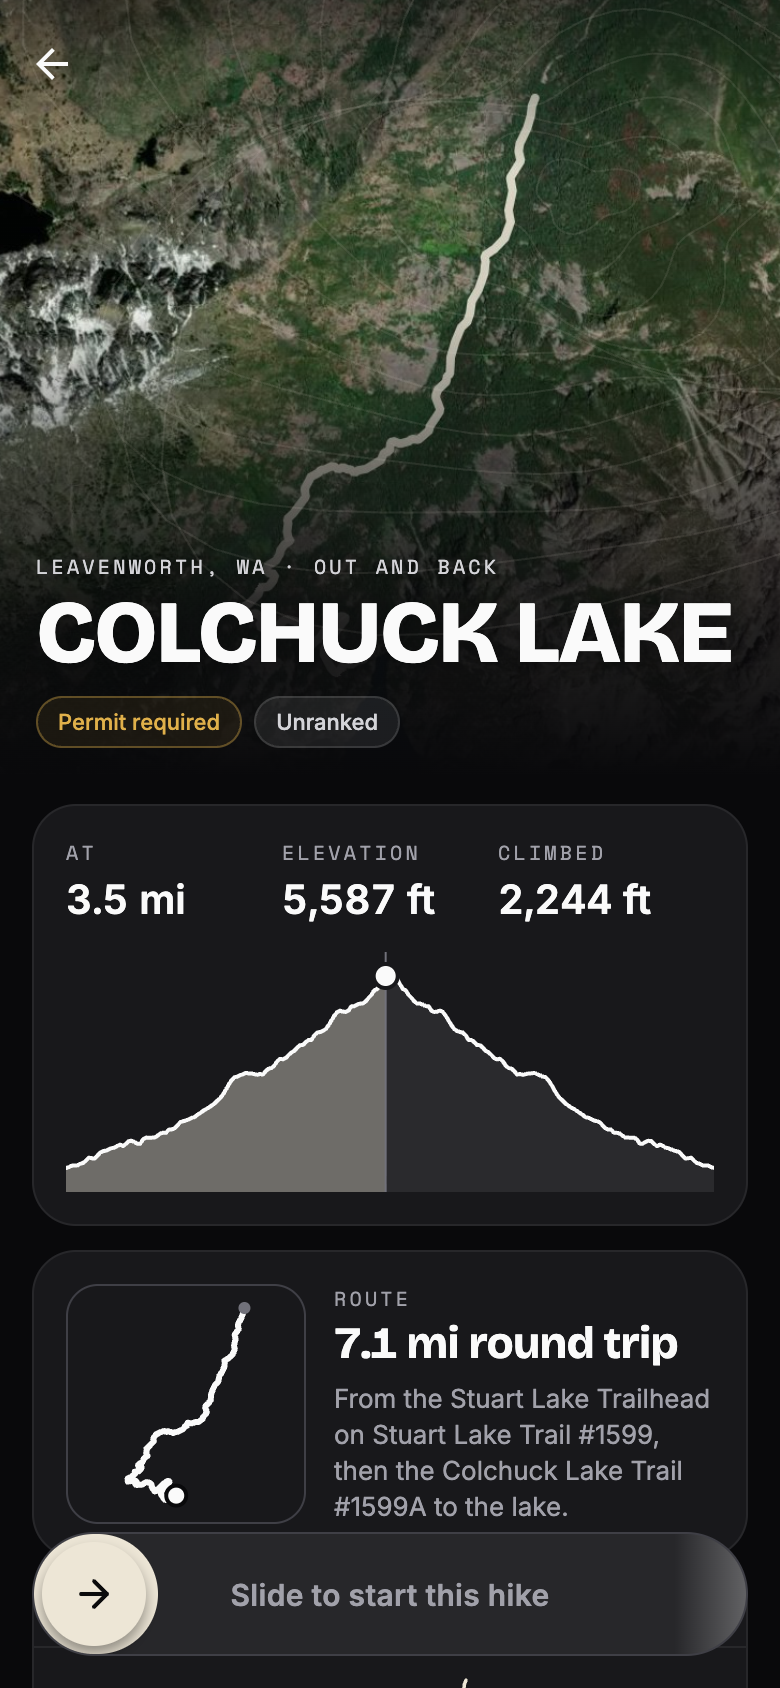 LEAVENWORTH, WA · OUT AND BACK
COLCHUCK LAKE
Permit required
Unranked
AT
3.5 mi
ELEVATION
5,587 ft
CLIMBED
2,244 ft
ROUTE
7.1 mi round trip
From the Stuart Lake Trailhead
on Stuart Lake Trail #1599,
then the Colchuck Lake Trail
#1599A to the lake.
Slide to start this hike